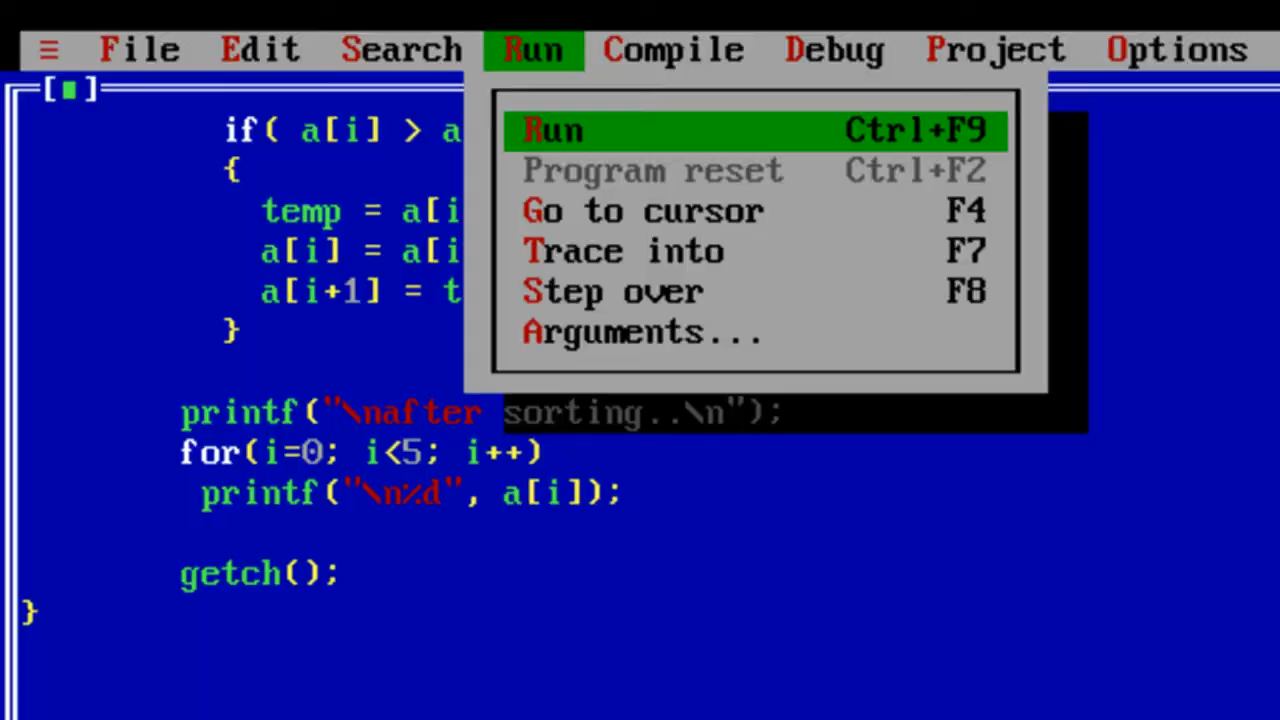 ≡ File Edit Search Run Compile Debug Project Options
[■]
if( a[i] > a
{
temp = a[i
a[i] = a[i
a[i+1] = t
}
Run Ctrl+F9
Program reset Ctrl+F2
Go to cursor F4
Trace into F7
Step over F8
Arguments...
printf("\nafter sorting..\n");
for(i=0; i<5; i++)
printf("\n%d", a[i]);
getch();
}